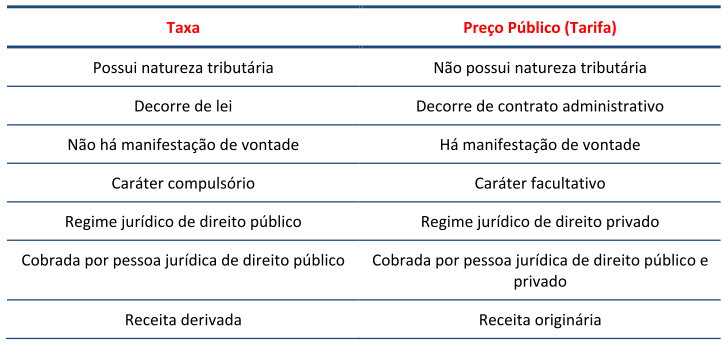 Taxa Preço Público (Tarifa)
Possui natureza tributária Não possui natureza tributária
Decorre de lei Decorre de contrato administrativo
Não há manifestação de vontade Há manifestação de vontade
Caráter compulsório Caráter facultativo
Regime jurídico de direito público Regime jurídico de direito privado
Cobrada por pessoa jurídica de direito público Cobrada por pessoa jurídica de direito público e
privado
Receita derivada Receita originária